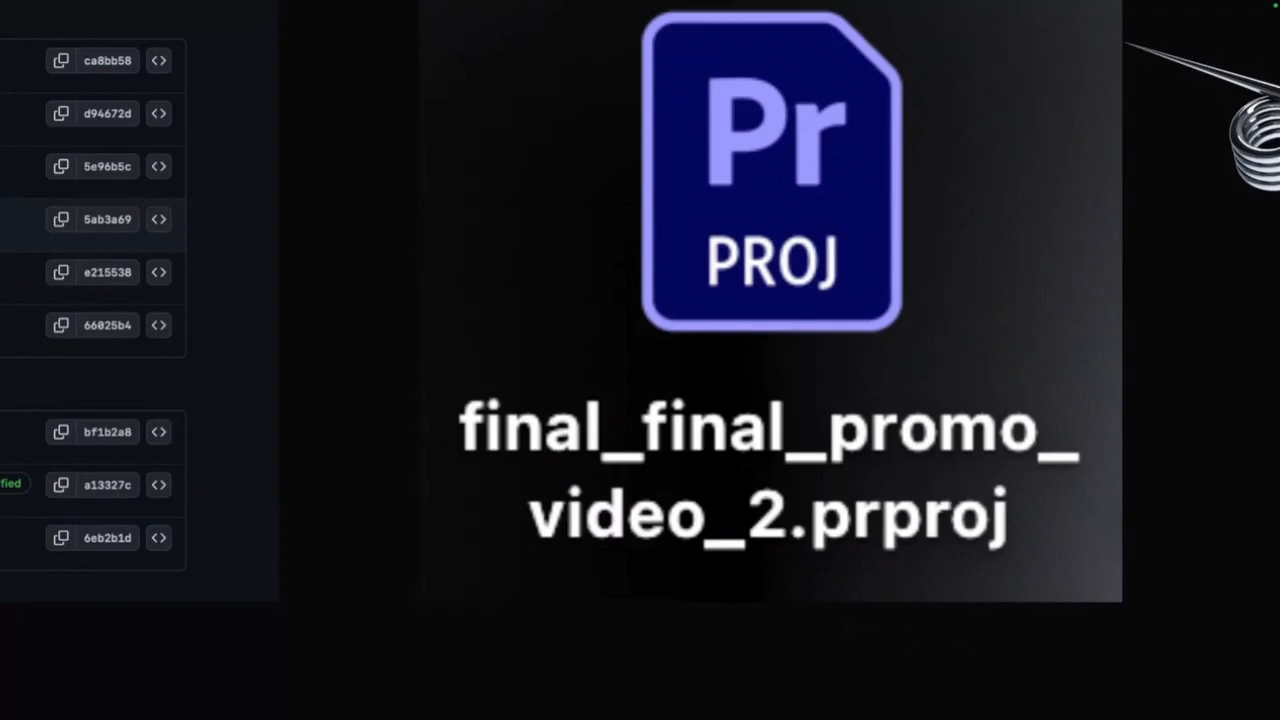 ca8bb58
d94672d
5e96b5c
5ab3a69
e215538
66025b4
bf1b2a8
fied
a13327c
6eb2b1d
Pr
PROJ
final_final_promo_
video_2.prproj